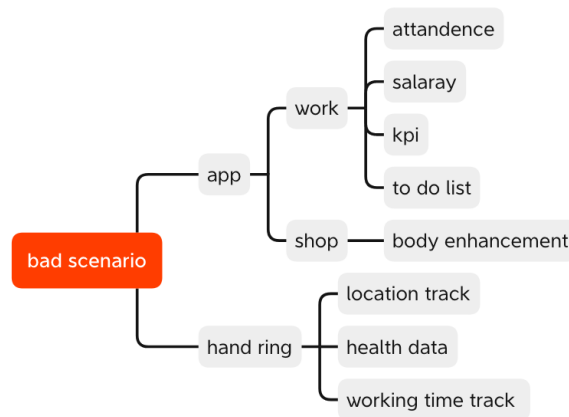 bad scenario
app
work
attandence
salaray
kpi
to do list
shop
body enhancement
hand ring
location track
health data
working time track